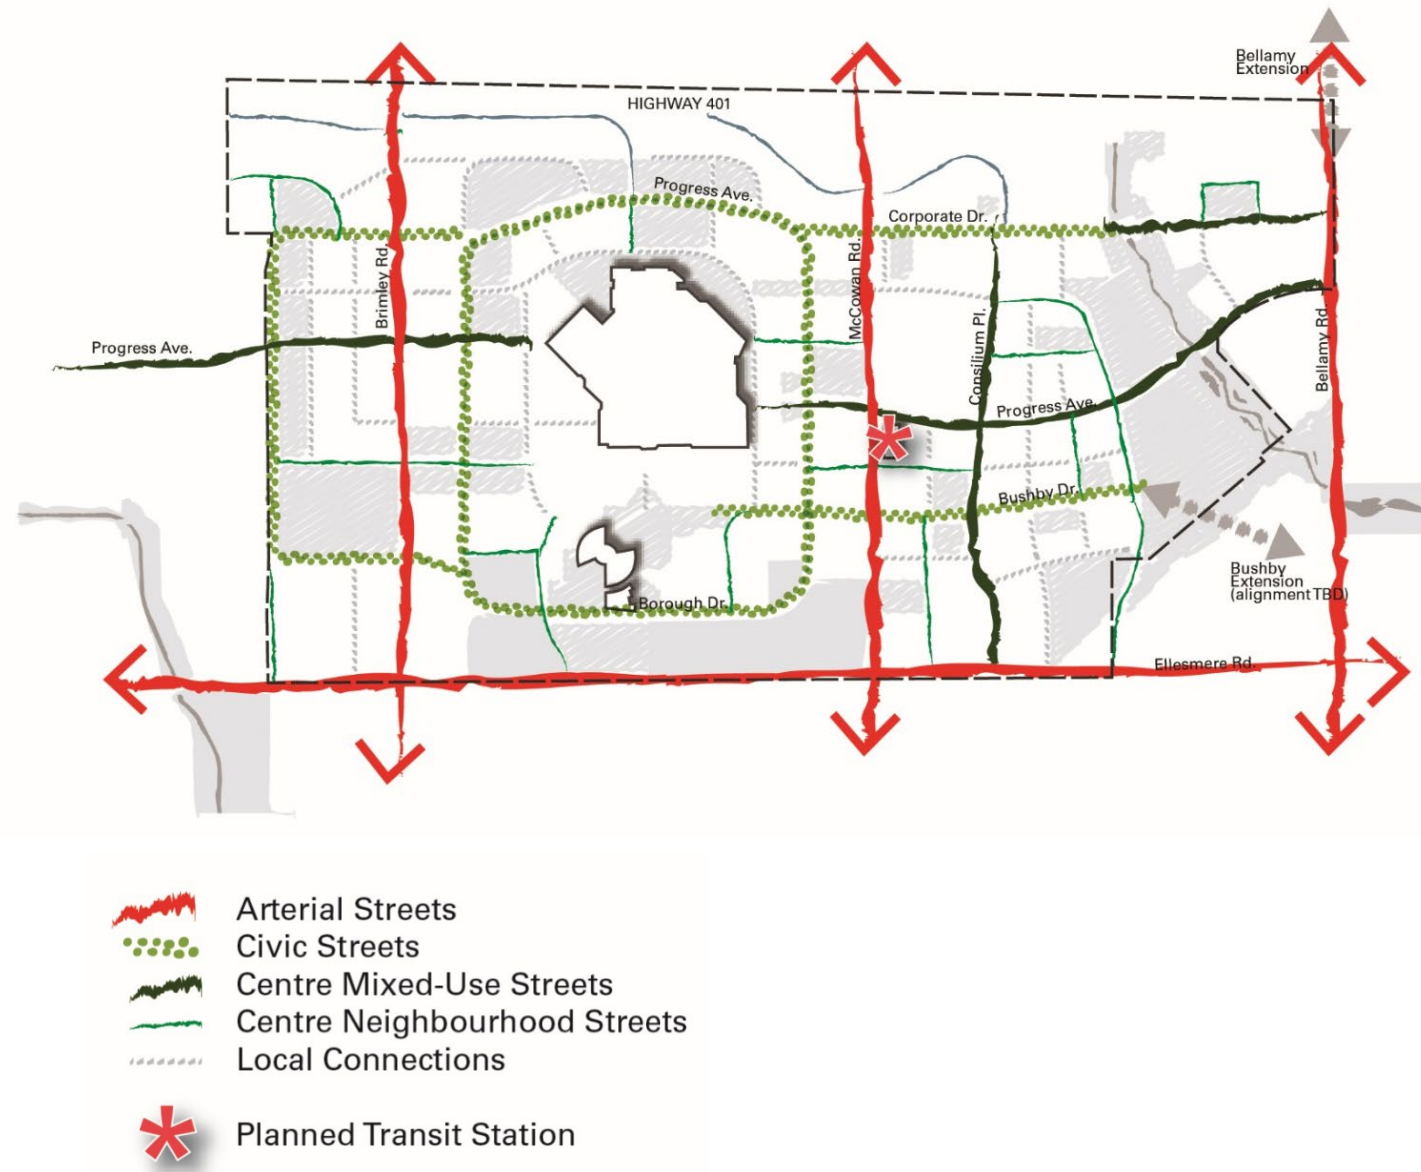 Bellamy
Extension
HIGHWAY 401
Progress Ave.
Corporate Dr.
Brimley Rd.
McCowan Rd.
Consilium Pl.
Bellamy Rd.
Progress Ave.
Progress Ave.
Bushby Dr.
Bushby
Extension
(alignment TBD)
Borough Dr.
Ellesmere Rd.
Arterial Streets
Civic Streets
Centre Mixed-Use Streets
Centre Neighbourhood Streets
Local Connections
Planned Transit Station